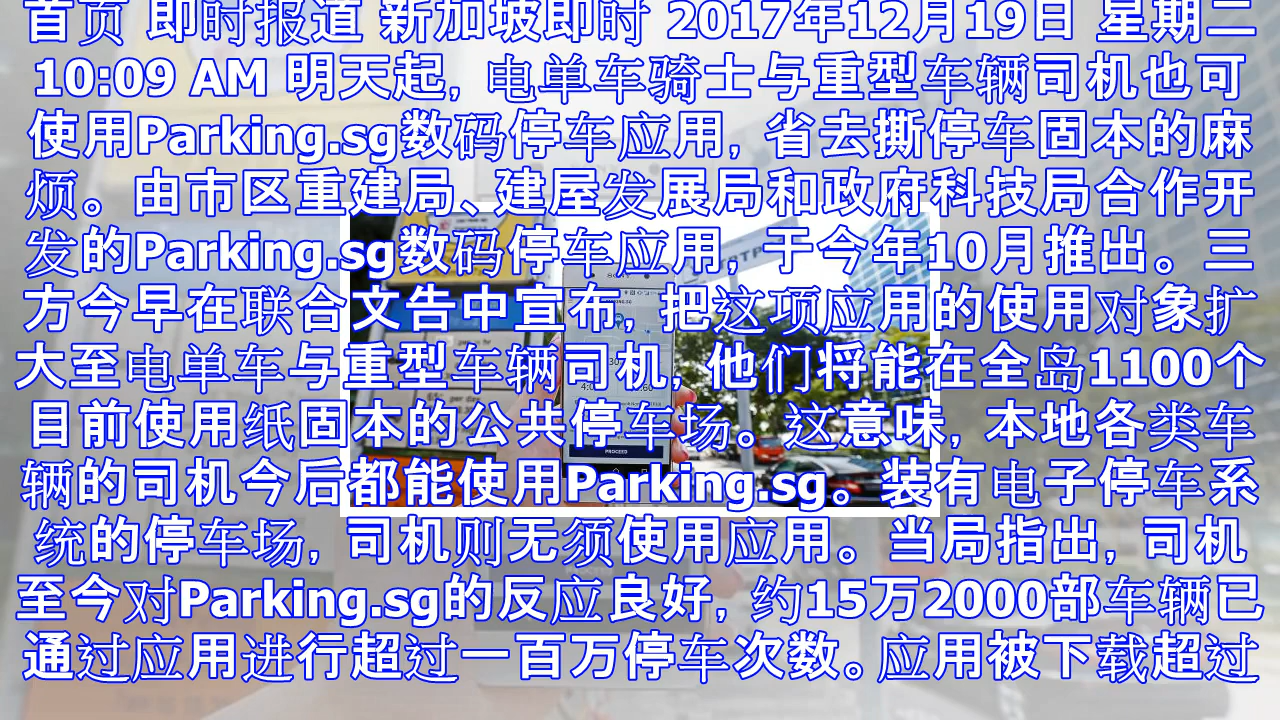 首页 即时报道 新加坡即时 2017年12月19日 星期二
10:09 AM 明天起, 电单车骑士与重型车辆司机也可
使用Parking.sg数码停车应用, 省去撕停车固本的麻
烦。由市区重建局、建屋发展局和政府科技局合作开
发的Parking.sg数码停车应用, 于今年10月推出。三
方今早在联合文告中宣布, 把这项应用的使用对象扩
大至电单车与重型车辆司机, 他们将能在全岛1100个
目前使用纸固本的公共停车场。这意味, 本地各类车
辆的司机今后都能使用Parking.sg。装有电子停车系
统的停车场, 司机则无须使用应用。当局指出, 司机
至今对Parking.sg的反应良好, 约15万2000部车辆已
通过应用进行超过一百万停车次数。应用被下载超过
PROCEED